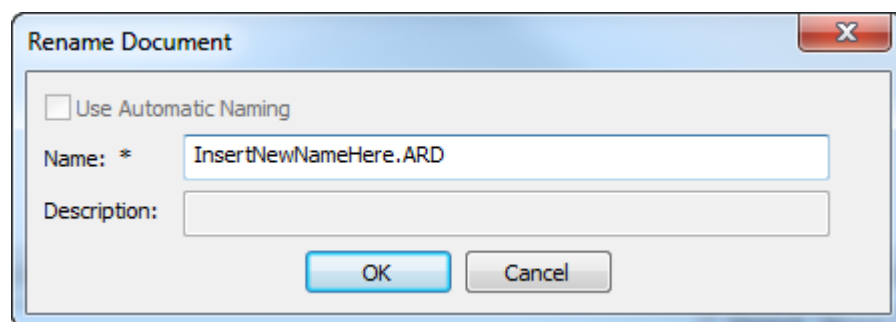 Rename Document
Use Automatic Naming
Name: * InsertNewNameHere.ARD
Description:
OK Cancel